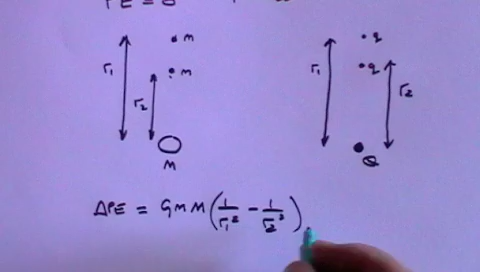 PE = 0
r₁ m m r₂ M
r₁ q q r₂ Q
ΔPE = GMm(1/r₁² − 1/r₂²)